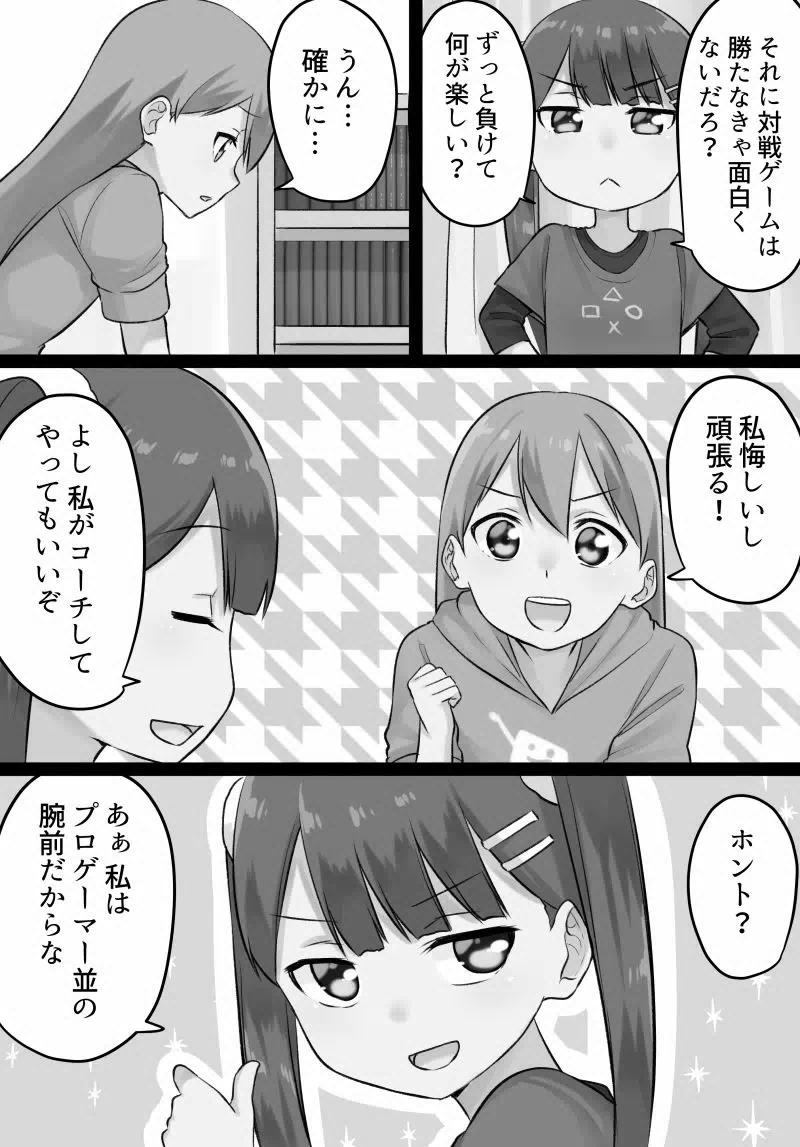 それに対戦ゲームは
勝たなきゃ面白く
ないだろ？
ずっと負けて
何が楽しい？
うん…
確かに…
私悔しいし
頑張る！
よし 私がコーチして
やってもいいぞ
ホント？
あぁ 私は
プロゲーマー並の
腕前だからな